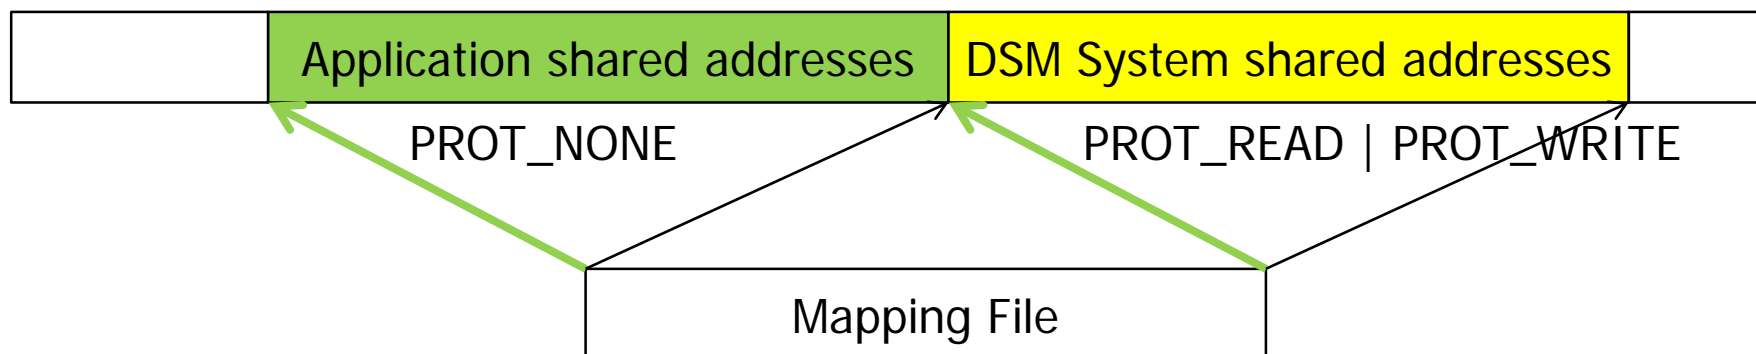 Application shared addresses
DSM System shared addresses
PROT_NONE
PROT_READ | PROT_WRITE
Mapping File